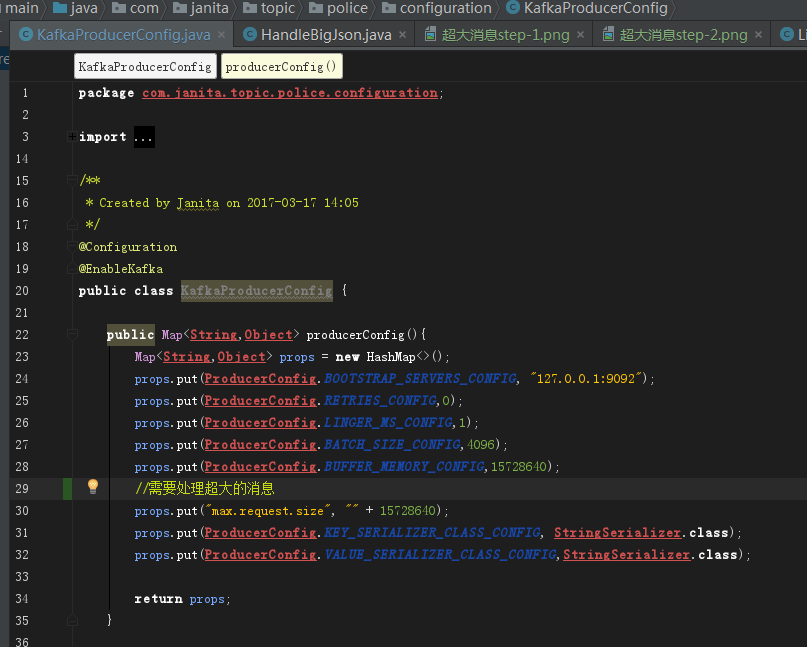 main java com janita topic police configuration KafkaProducerConfig
KafkaProducerConfig.java HandleBigJson.java 超大消息step-1.png 超大消息step-2.png
KafkaProducerConfig producerConfig()
1 package com.janita.topic.police.configuration;
2
3 import ...
14
15 /**
16 * Created by Janita on 2017-03-17 14:05
17 */
18 @Configuration
19 @EnableKafka
20 public class KafkaProducerConfig {
21
22 public Map<String,Object> producerConfig(){
23 Map<String,Object> props = new HashMap<>();
24 props.put(ProducerConfig.BOOTSTRAP_SERVERS_CONFIG, "127.0.0.1:9092");
25 props.put(ProducerConfig.RETRIES_CONFIG,0);
26 props.put(ProducerConfig.LINGER_MS_CONFIG,1);
27 props.put(ProducerConfig.BATCH_SIZE_CONFIG,4096);
28 props.put(ProducerConfig.BUFFER_MEMORY_CONFIG,15728640);
29 //需要处理超大的消息
30 props.put("max.request.size", "" + 15728640);
31 props.put(ProducerConfig.KEY_SERIALIZER_CLASS_CONFIG, StringSerializer.class);
32 props.put(ProducerConfig.VALUE_SERIALIZER_CLASS_CONFIG,StringSerializer.class);
33
34 return props;
35 }
36